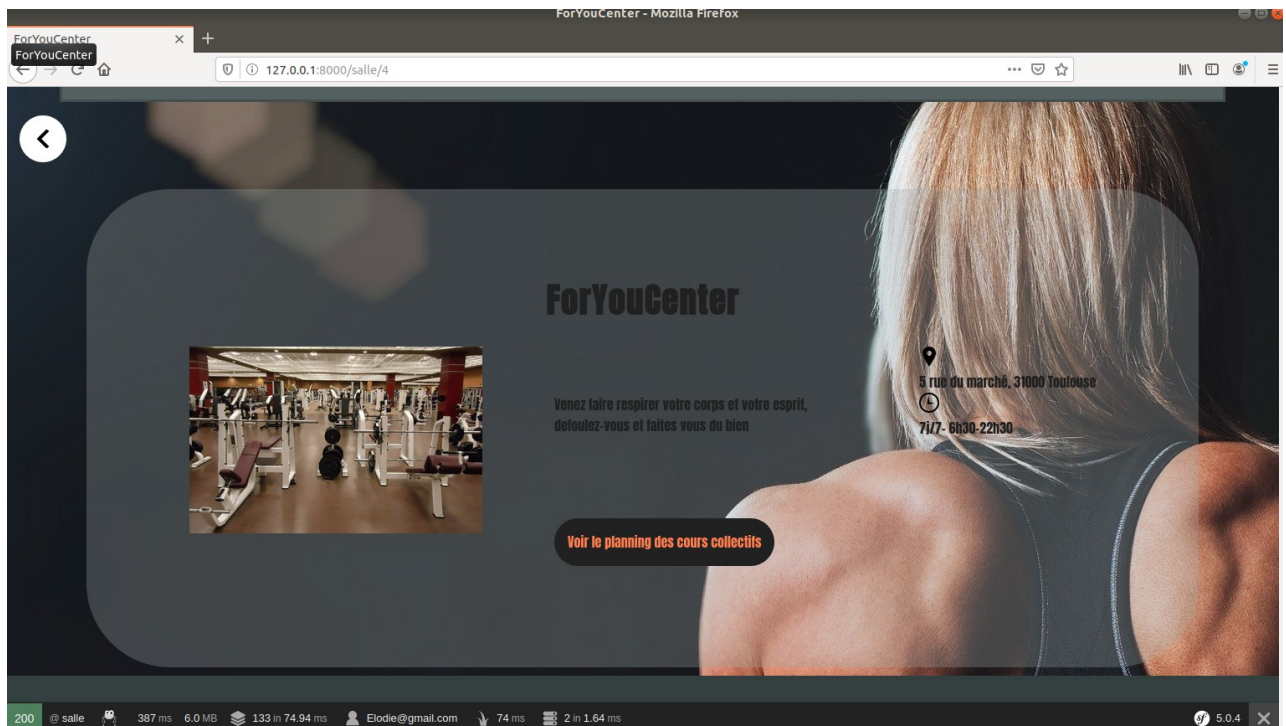 ForYouCenter - Mozilla Firefox
ForYouCenter
ForYouCenter
127.0.0.1:8000/salle/4
ForYouCenter
5 rue du marché, 31000 Toulouse
Venez faire respirer votre corps et votre esprit,
defoulez-vous et faites vous du bien
7j/7- 6h30-22h30
Voir le planning des cours collectifs
200 @ salle 387 ms 6.0 MB 133 in 74.94 ms Elodie@gmail.com 74 ms 2 in 1.64 ms sf 5.0.4